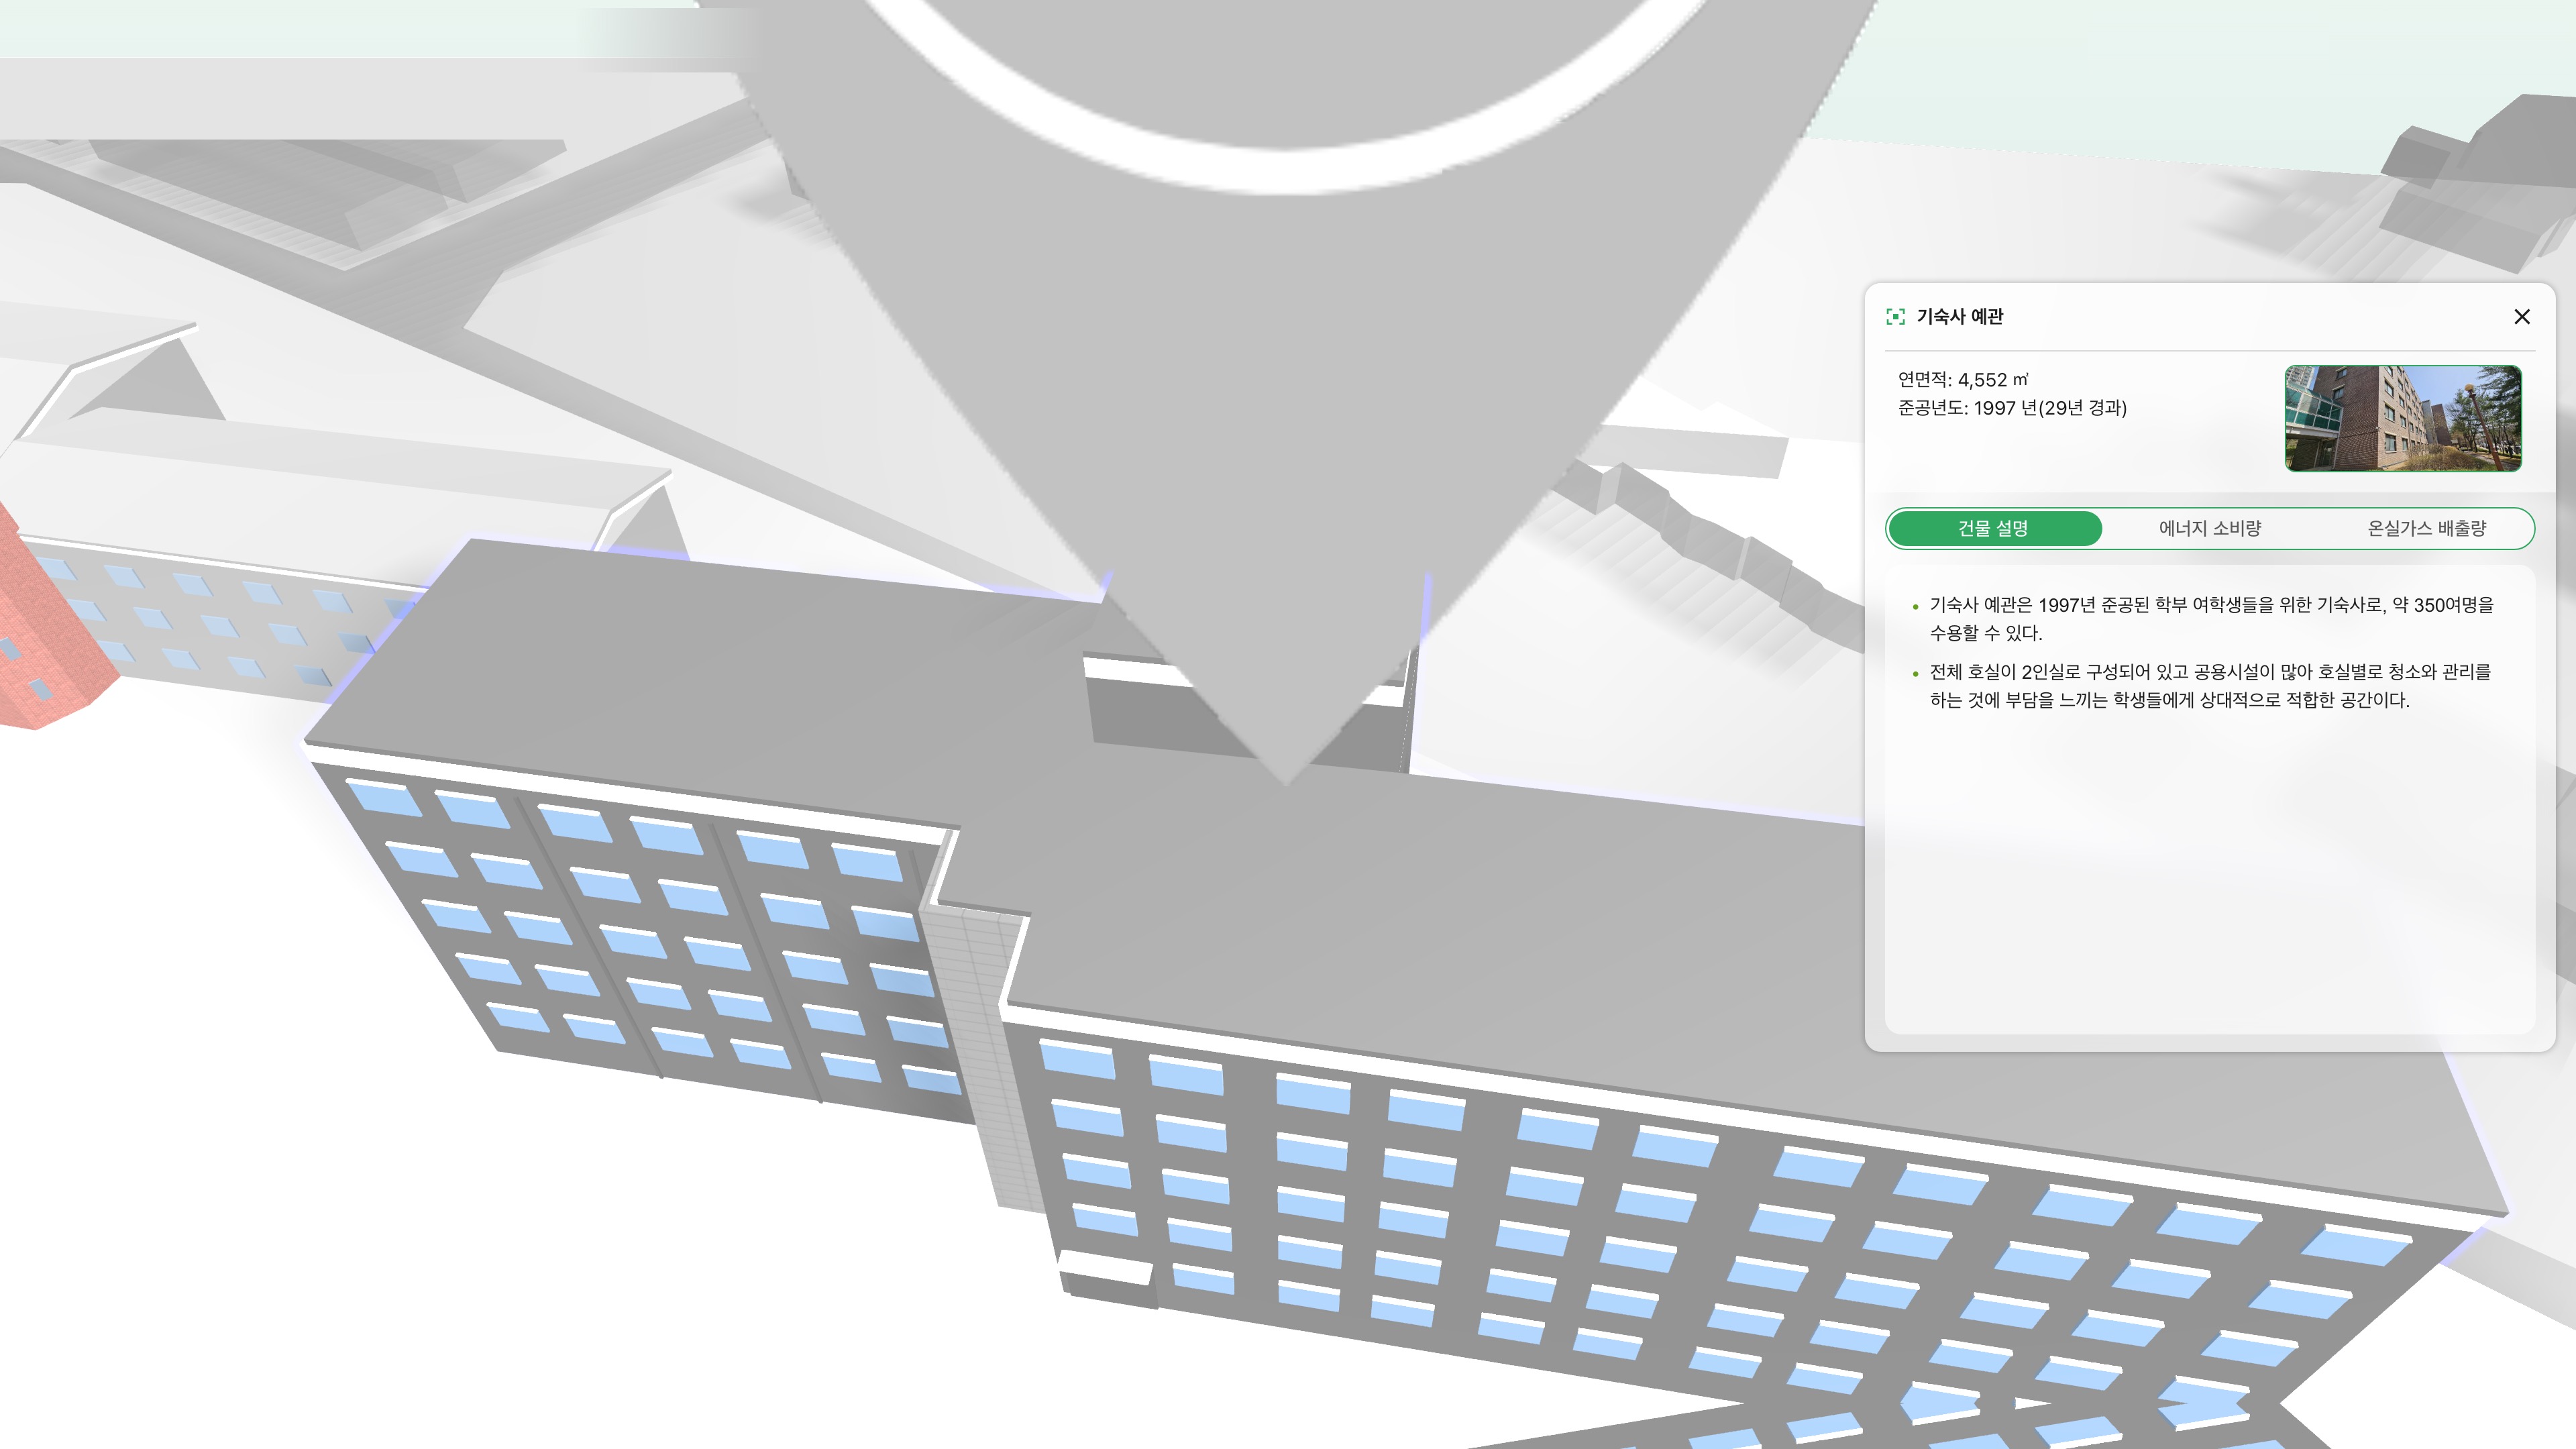 기숙사 예관
연면적: 4,552 ㎡
준공년도: 1997 년(29년 경과)
건물 설명
에너지 소비량
온실가스 배출량
기숙사 예관은 1997년 준공된 학부 여학생들을 위한 기숙사로, 약 350여명을
수용할 수 있다.
전체 호실이 2인실로 구성되어 있고 공용시설이 많아 호실별로 청소와 관리를
하는 것에 부담을 느끼는 학생들에게 상대적으로 적합한 공간이다.